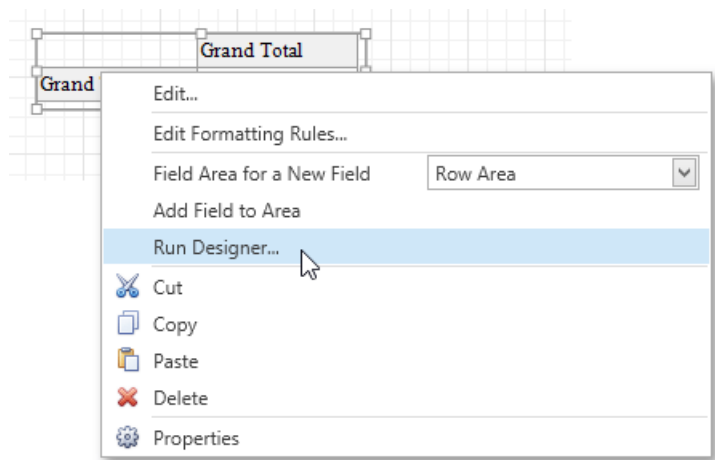 Grand Total
Grand
Edit...
Edit Formatting Rules...
Field Area for a New Field Row Area
Add Field to Area
Run Designer...
Cut
Copy
Paste
Delete
Properties